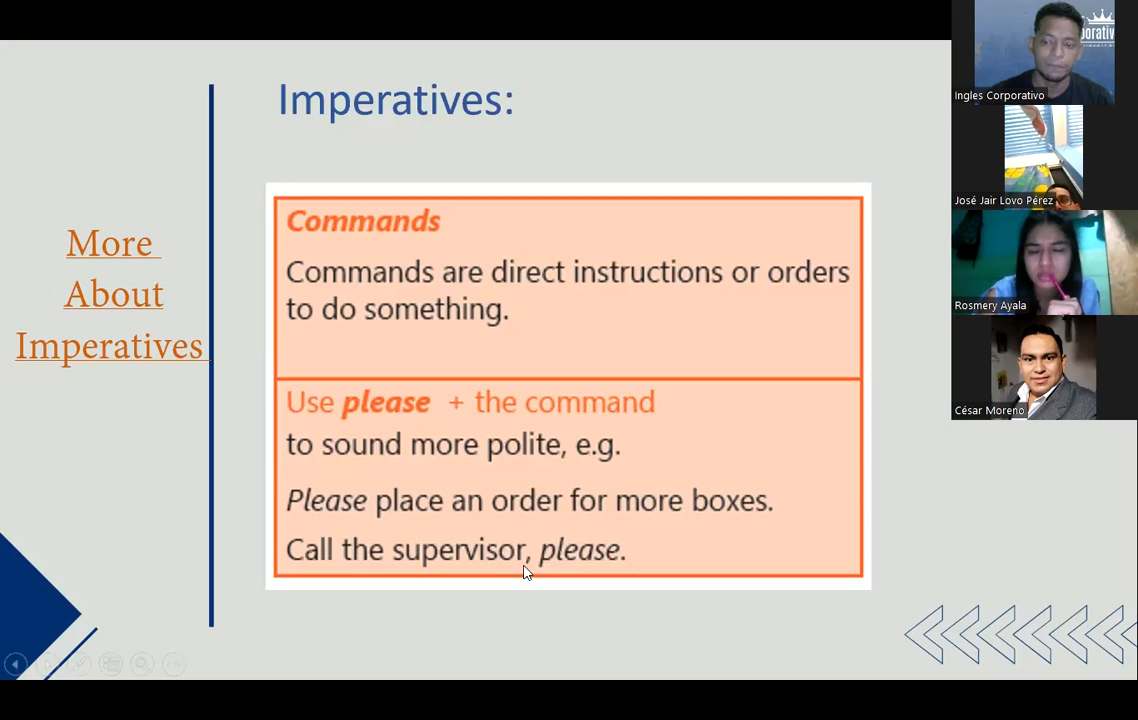 Imperatives:
More
About
Imperatives
Commands
Commands are direct instructions or orders
to do something.
Use please + the command
to sound more polite, e.g.
Please place an order for more boxes.
Call the supervisor, please.
Ingles Corporativo
José Jair Lovo Pérez
Rosmery Ayala
César Moreno